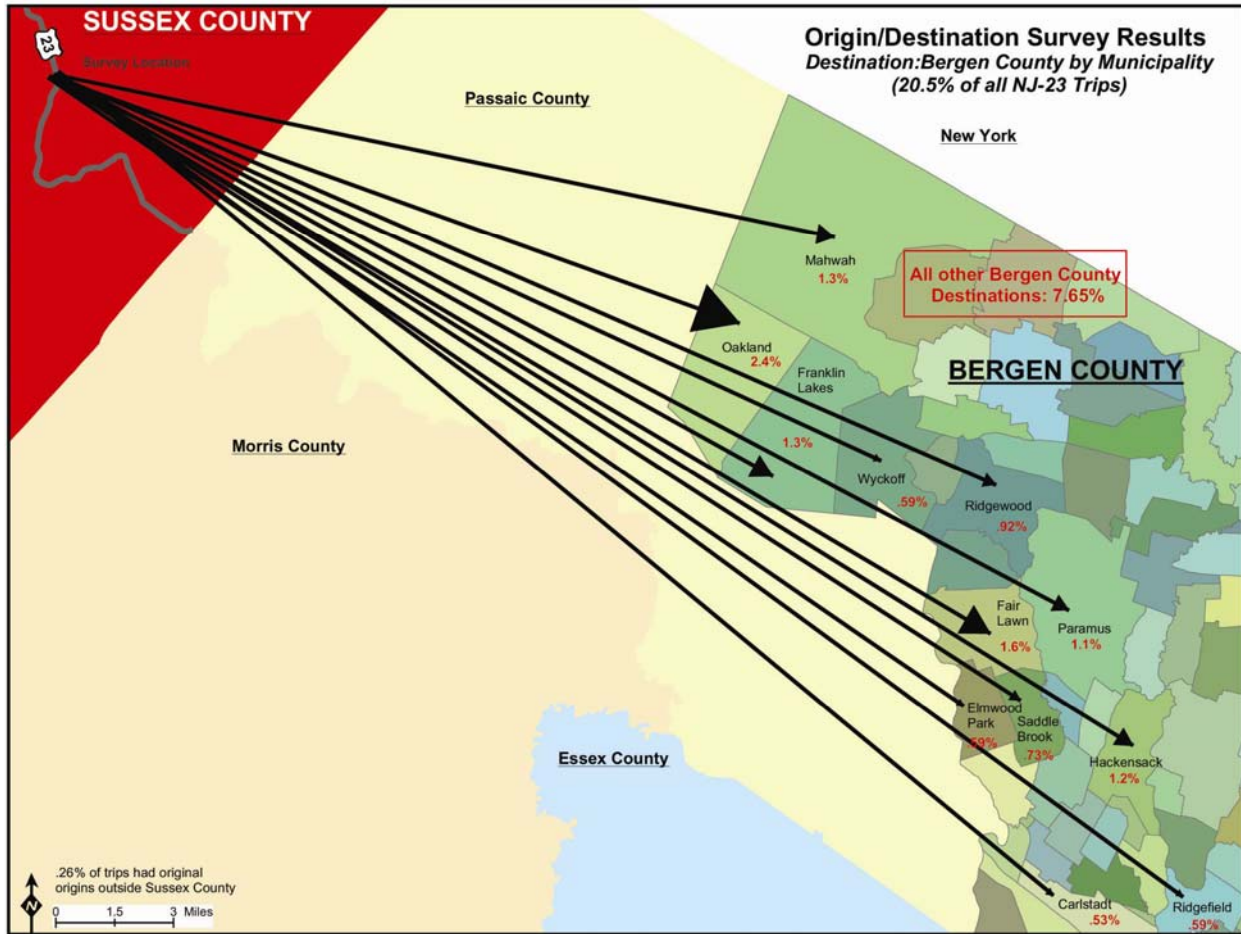 SUSSEX COUNTY
23
Survey Location
Origin/Destination Survey Results
Destination:Bergen County by Municipality
(20.5% of all NJ-23 Trips)
Passaic County
New York
Mahwah
1.3%
All other Bergen County
Destinations: 7.65%
Oakland
2.4%
Franklin
Lakes
1.3%
BERGEN COUNTY
Morris County
Wyckoff
.59%
Ridgewood
.92%
Fair
Lawn
1.6%
Paramus
1.1%
Elmwood
Park
.59%
Saddle
Brook
.73%
Hackensack
1.2%
Essex County
.26% of trips had original
origins outside Sussex County
N
0 1.5 3 Miles
Carlstadt
.53%
Ridgefield
.59%